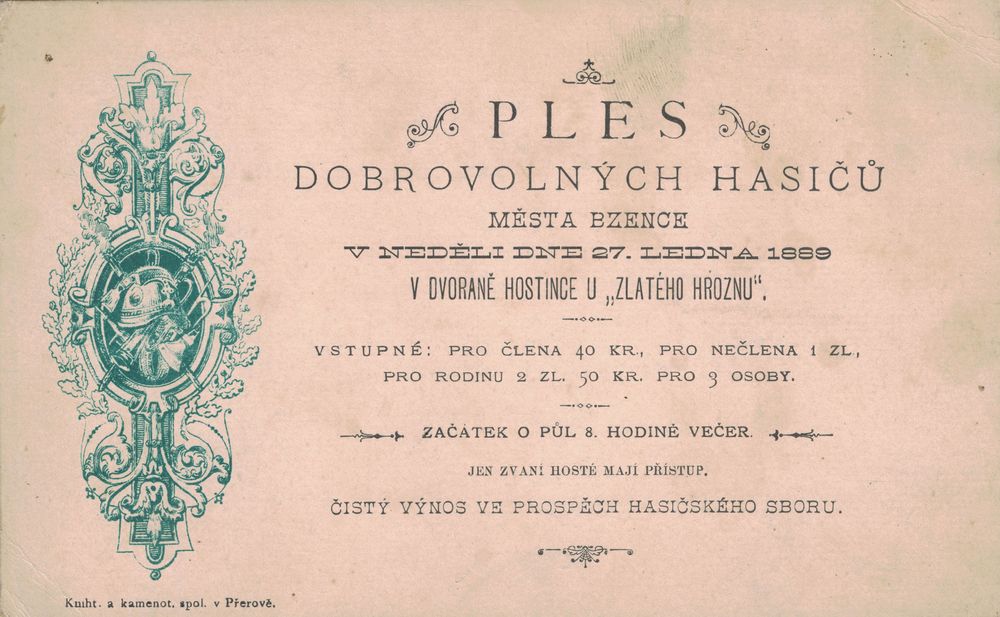 PLES
DOBROVOLNÝCH HASIČŮ
MĚSTA BZENCE
V NEDĚLI DNE 27. LEDNA 1889
V DVORANĚ HOSTINCE U „ZLATÉHO HROZNU".
VSTUPNÉ: PRO ČLENA 40 KR., PRO NEČLENA 1 ZL.,
PRO RODINU 2 ZL. 50 KR. PRO 3 OSOBY.
ZAČÁTEK O PŮL 8. HODINĚ VEČER.
JEN ZVANÍ HOSTÉ MAJÍ PŘÍSTUP.
ČISTÝ VÝNOS VE PROSPĚCH HASIČSKÉHO SBORU.
Kniht. a kamenot. spol. v Přerově.